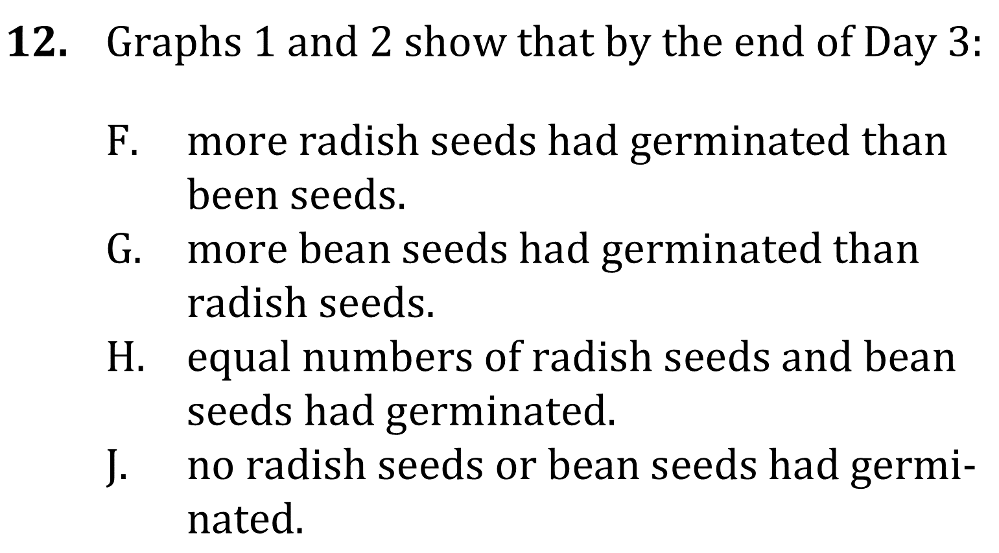 12. Graphs 1 and 2 show that by the end of Day 3:
F. more radish seeds had germinated than
been seeds.
G. more bean seeds had germinated than
radish seeds.
H. equal numbers of radish seeds and bean
seeds had germinated.
J. no radish seeds or bean seeds had germi-
nated.